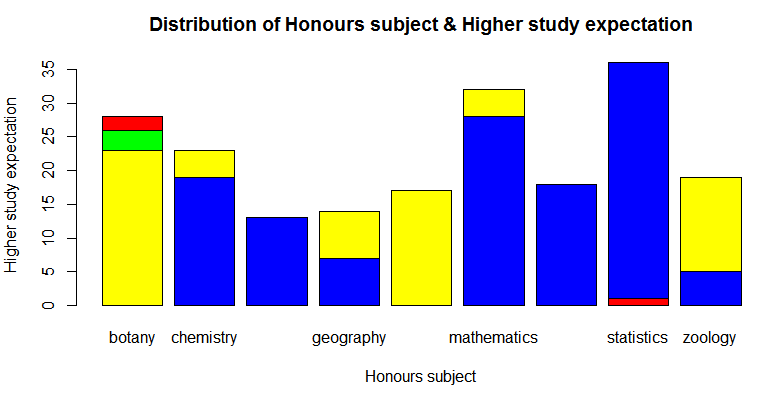 Distribution of Honours subject & Higher study expectation
Higher study expectation
35
30
25
20
15
10
5
0
botany chemistry geography mathematics statistics zoology
Honours subject